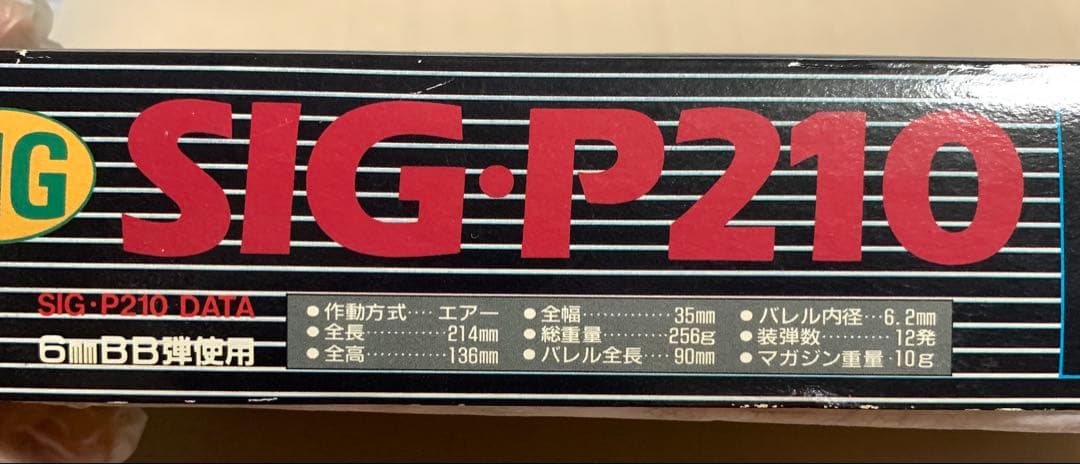 IG
SIG・P210
SIG・P210 DATA
6mmBB弾使用
●作動方式‥‥エアー
●全長‥‥‥‥‥214mm
●全高‥‥‥‥‥136mm
●全幅‥‥‥‥‥‥35mm
●総重量‥‥‥‥256g
●バレル全長‥‥90mm
●バレル内径‥6.2mm
●装弾数‥‥‥‥12発
●マガジン重量‥10g